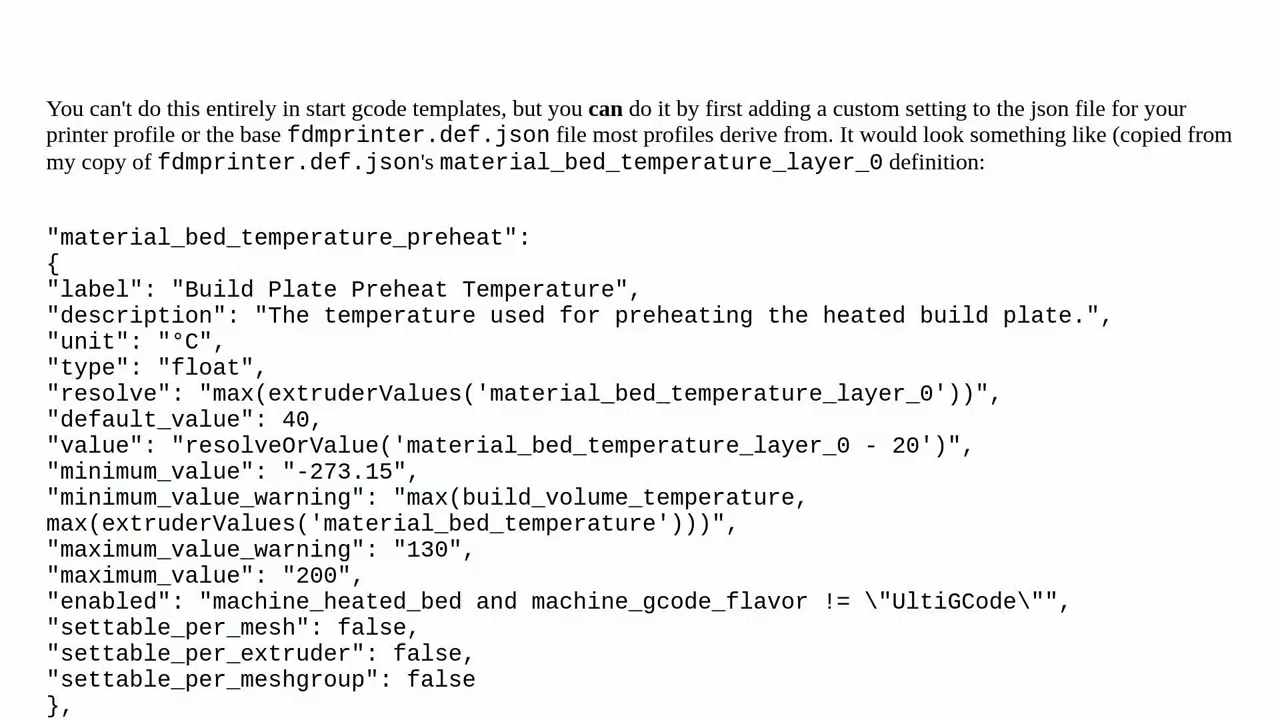 You can't do this entirely in start gcode templates, but you can do it by first adding a custom setting to the json file for your
printer profile or the base fdmprinter.def.json file most profiles derive from. It would look something like (copied from
my copy of fdmprinter.def.json's material_bed_temperature_layer_0 definition:
"material_bed_temperature_preheat":
{
"label": "Build Plate Preheat Temperature",
"description": "The temperature used for preheating the heated build plate.",
"unit": "°C",
"type": "float",
"resolve": "max(extruderValues('material_bed_temperature_layer_0'))",
"default_value": 40,
"value": "resolveOrValue('material_bed_temperature_layer_0 - 20')",
"minimum_value": "-273.15",
"minimum_value_warning": "max(build_volume_temperature,
max(extruderValues('material_bed_temperature')))",
"maximum_value_warning": "130",
"maximum_value": "200",
"enabled": "machine_heated_bed and machine_gcode_flavor != \"UltiGCode\"",
"settable_per_mesh": false,
"settable_per_extruder": false,
"settable_per_meshgroup": false
},